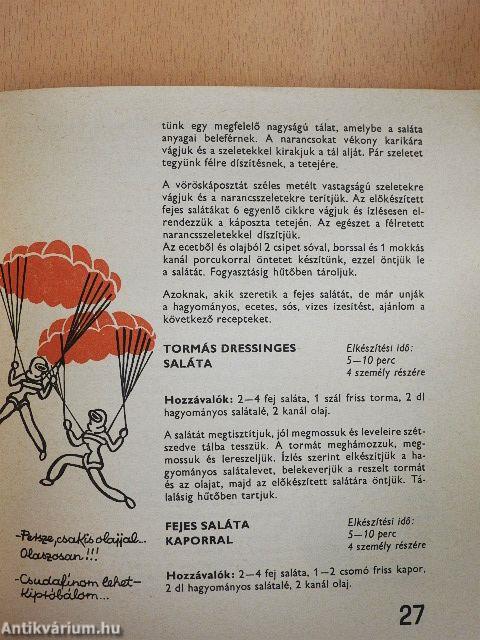 tünk egy megfelelő nagyságú tálat, amelybe a saláta
anyagai beleférnek. A narancsokat vékony karikára
vágjuk és a szeletekkel kirakjuk a tál alját. Pár szeletet
tegyünk félre díszítésnek, a tetejére.
A vöröskáposztát széles metélt vastagságú szeletekre
vágjuk és a narancsszeletekre terítjük. Az előkészített
fejes salátákat 6 egyenlő cikkre vágjuk és ízlésesen el-
rendezzük a káposzta tetején. Az egészet a félretett
narancsszeletekkel díszítjük.
Az ecetből és olajból 2 csipet sóval, borssal és 1 mokkás
kanál porcukorral öntetet készítünk, ezzel öntjük le
a salátát. Fogyasztásig hűtőben tároljuk.
Azoknak, akik szeretik a fejes salátát, de már unják
a hagyományos, ecetes, sós, vizes ízesítést, ajánlom a
következő recepteket.
TORMÁS DRESSINGES
SALÁTA
Elkészítési idő:
5—10 perc
4 személy részére
Hozzávalók: 2—4 fej saláta, 1 szál friss torma, 2 dl
hagyományos salátalé, 2 kanál olaj.
A salátát megtisztítjuk, jól megmossuk és leveleire szét-
szedve tálba tesszük. A tormát meghámozzuk, meg-
mossuk és lereszeljük. Ízlés szerint elkészítjük a ha-
gyományos salátalevet, belekeverjük a reszelt tormát
és az olajat, majd az előkészített salátára öntjük. Tá-
lalásig hűtőben tartjuk.
FEJES SALÁTA
KAPORRAL
Elkészítési idő:
5—10 perc
4 személy részére
Hozzávalók: 2—4 fej saláta, 1—2 csomó friss kapor,
2 dl hagyományos salátalé, 2 kanál olaj.
-Persze, csakis olajjal...
Olaszosan!!!
-Csudafinom lehet-
Kipróbálom...
27
Antikvárium.hu